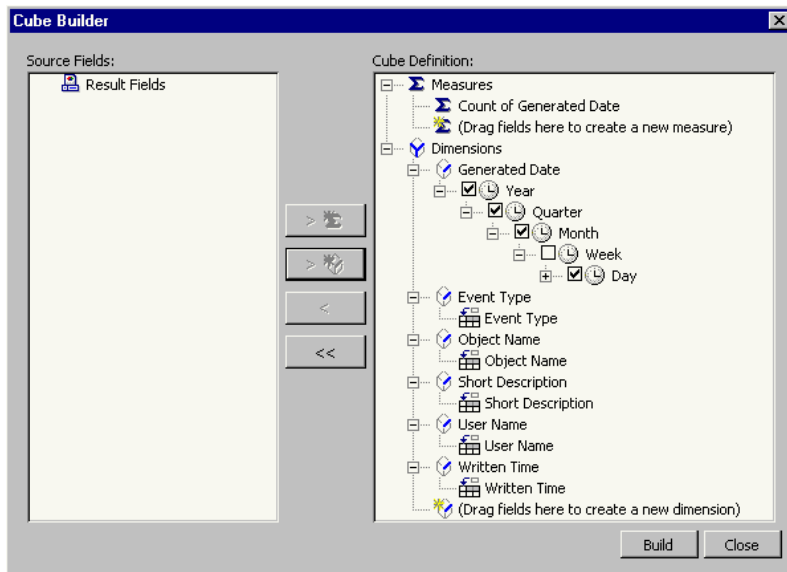 Cube Builder
Source Fields:
Result Fields
>
>
<
<<
Cube Definition:
Measures
Count of Generated Date
(Drag fields here to create a new measure)
Dimensions
Generated Date
Year
Quarter
Month
Week
Day
Event Type
Event Type
Object Name
Object Name
Short Description
Short Description
User Name
User Name
Written Time
Written Time
(Drag fields here to create a new dimension)
Build
Close